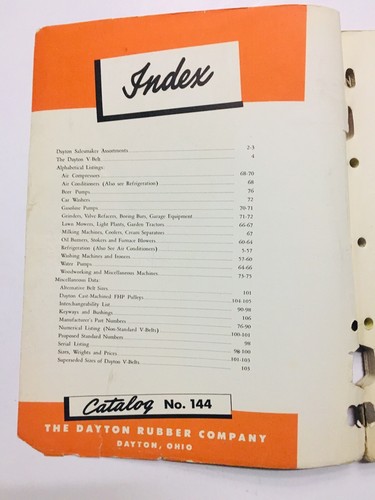 Index
Dayton Salesmaker Assortments 2-3
The Dayton V-Belt 4
Alphabetical Listings:
Air Compressors 68-70
Air Conditioners (Also see Refrigeration) 68
Beer Pumps 76
Car Washers 72
Gasoline Pumps 70-71
Grinders, Valve Refacers, Boring Bars, Garage Equipment 71-72
Lawn Mowers, Light Plants, Garden Tractors 66-67
Milking Machines, Coolers, Cream Separators 67
Oil Burners, Stokers and Furnace Blowers 60-64
Refrigeration (Also See Air Conditioners) 5-57
Washing Machines and Ironers 57-60
Water Pumps 64-66
Woodworking and Miscellaneous Machines 73-75
Miscellaneous Data:
Alternative Belt Sizes 101
Dayton Cast-Machined FHP Pulleys 104-105
Interchangeability List 90-98
Keyways and Bushings 106
Manufacturer's Part Numbers 76-90
Numerical Listing (Non-Standard V-Belts) 100-101
Proposed Standard Numbers 98
Serial Listing 98-100
Sizes, Weights and Prices 101-103
Superseded Sizes of Dayton V-Belts 103
Catalog No. 144
THE DAYTON RUBBER COMPANY
DAYTON, OHIO